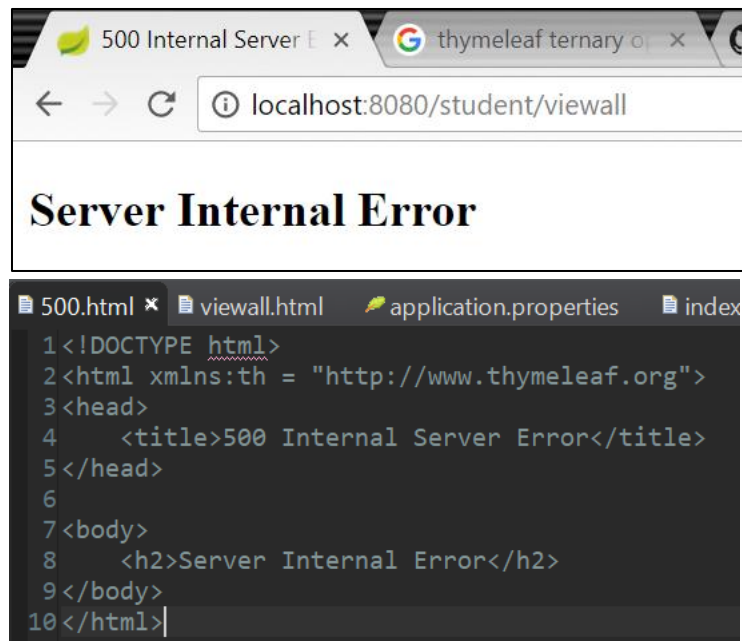 500 Internal Server E × thymeleaf ternary o ×
localhost:8080/student/viewall
Server Internal Error
500.html viewall.html application.properties index
1<!DOCTYPE html>
2<html xmlns:th = "http://www.thymeleaf.org">
3<head>
4    <title>500 Internal Server Error</title>
5</head>
6
7<body>
8    <h2>Server Internal Error</h2>
9</body>
10</html>